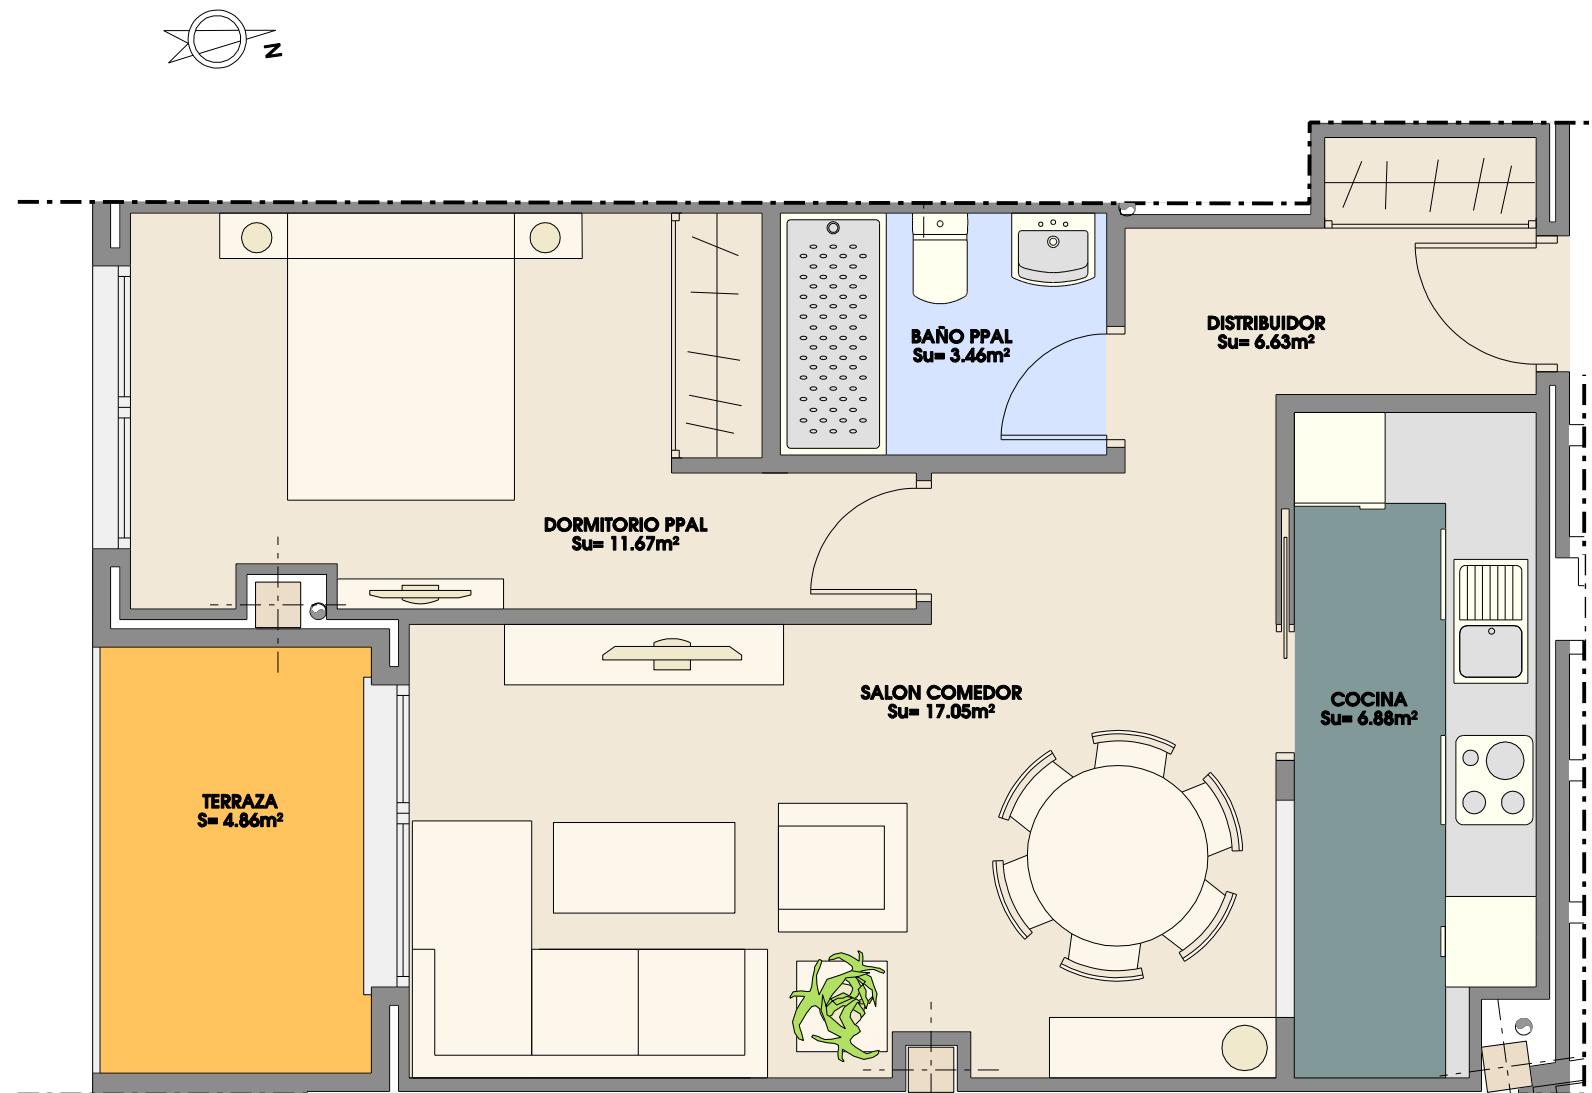 N
BAÑO PPAL
Su= 3.46m²
DISTRIBUIDOR
Su= 6.63m²
DORMITORIO PPAL
Su= 11.67m²
SALON COMEDOR
Su= 17.05m²
COCINA
Su= 6.88m²
TERRAZA
S= 4.86m²